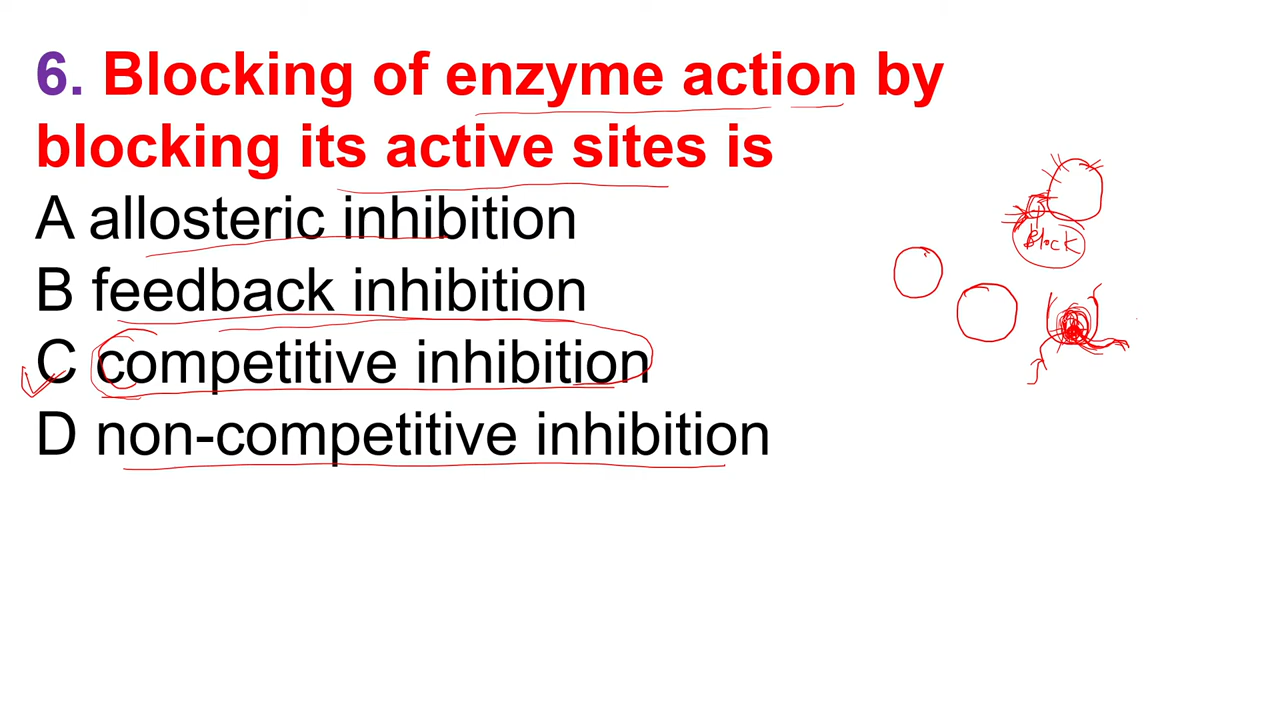 6. Blocking of enzyme action by
blocking its active sites is
A allosteric inhibition
B feedback inhibition
C competitive inhibition
D non-competitive inhibition
Block